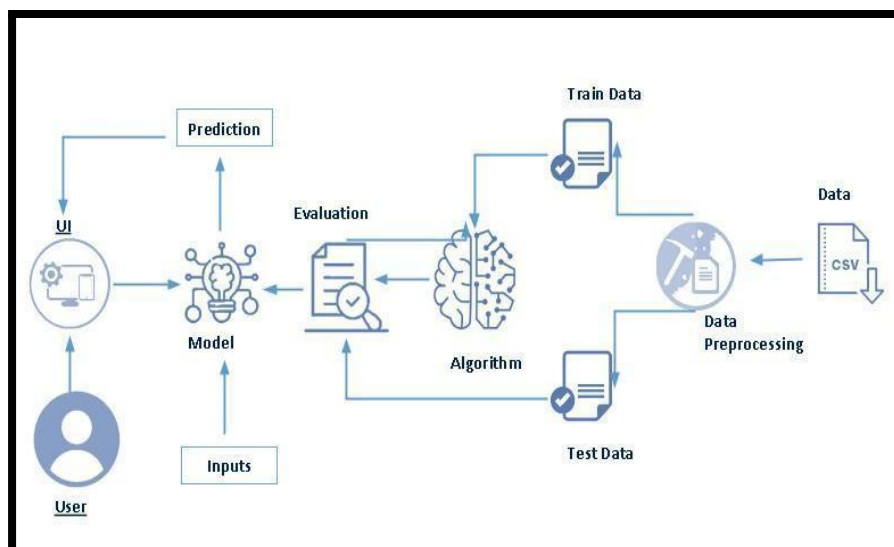 Train Data
Prediction
Data
Evaluation
UI
CSV
Model
Data
Preprocessing
Algorithm
Inputs
Test Data
User